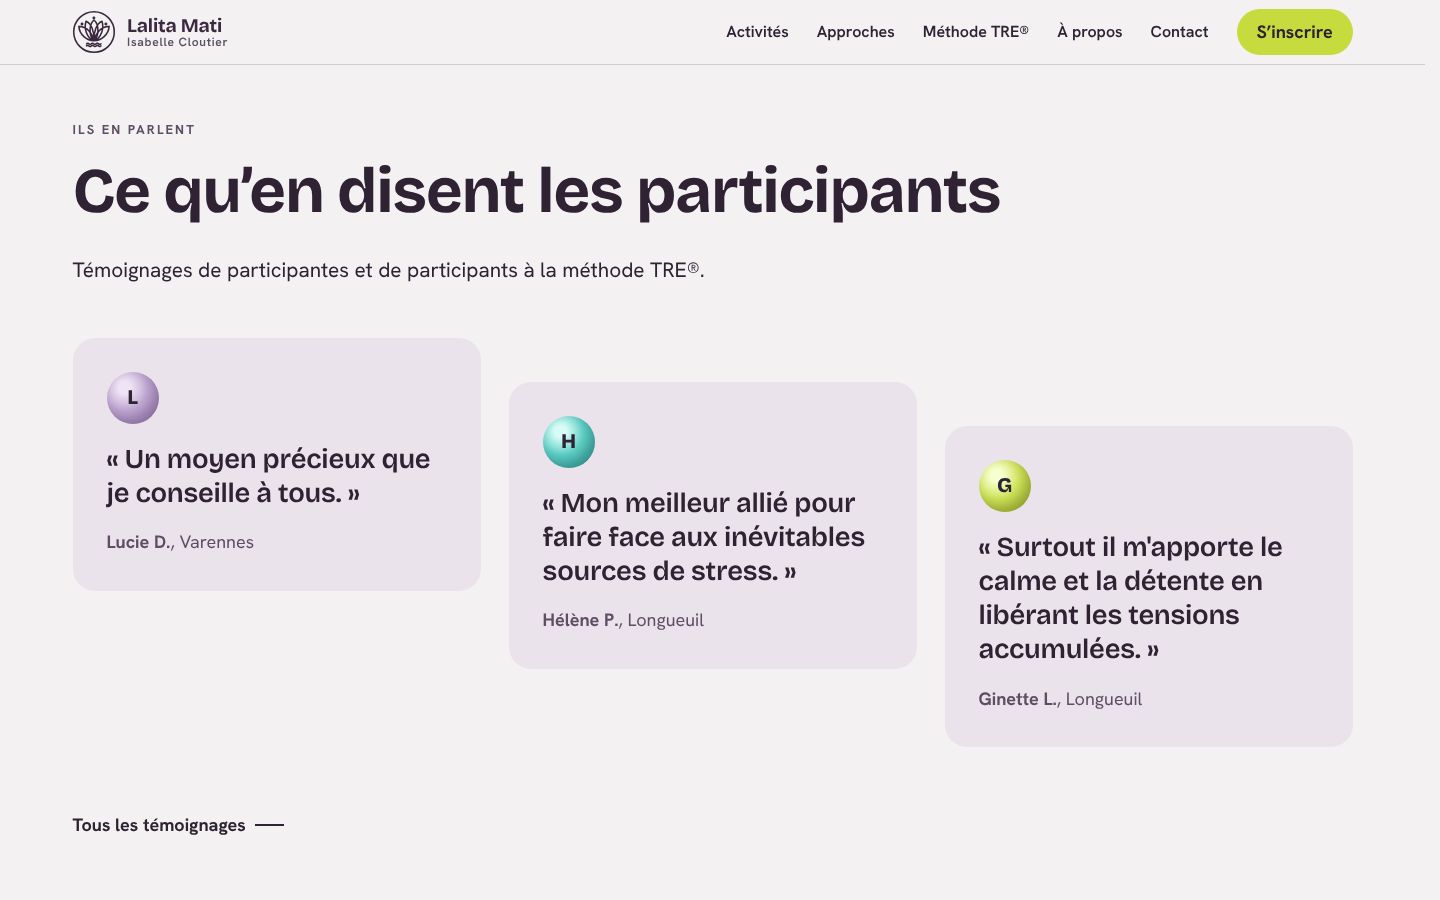 Lalita Mati
Isabelle Cloutier
Activités
Approches
Méthode TRE®
À propos
Contact
S’inscrire
ILS EN PARLENT
Ce qu’en disent les participants
Témoignages de participantes et de participants à la méthode TRE®.
L
« Un moyen précieux que
je conseille à tous. »
Lucie D., Varennes
H
« Mon meilleur allié pour
faire face aux inévitables
sources de stress. »
Hélène P., Longueuil
G
« Surtout il m'apporte le
calme et la détente en
libérant les tensions
accumulées. »
Ginette L., Longueuil
Tous les témoignages